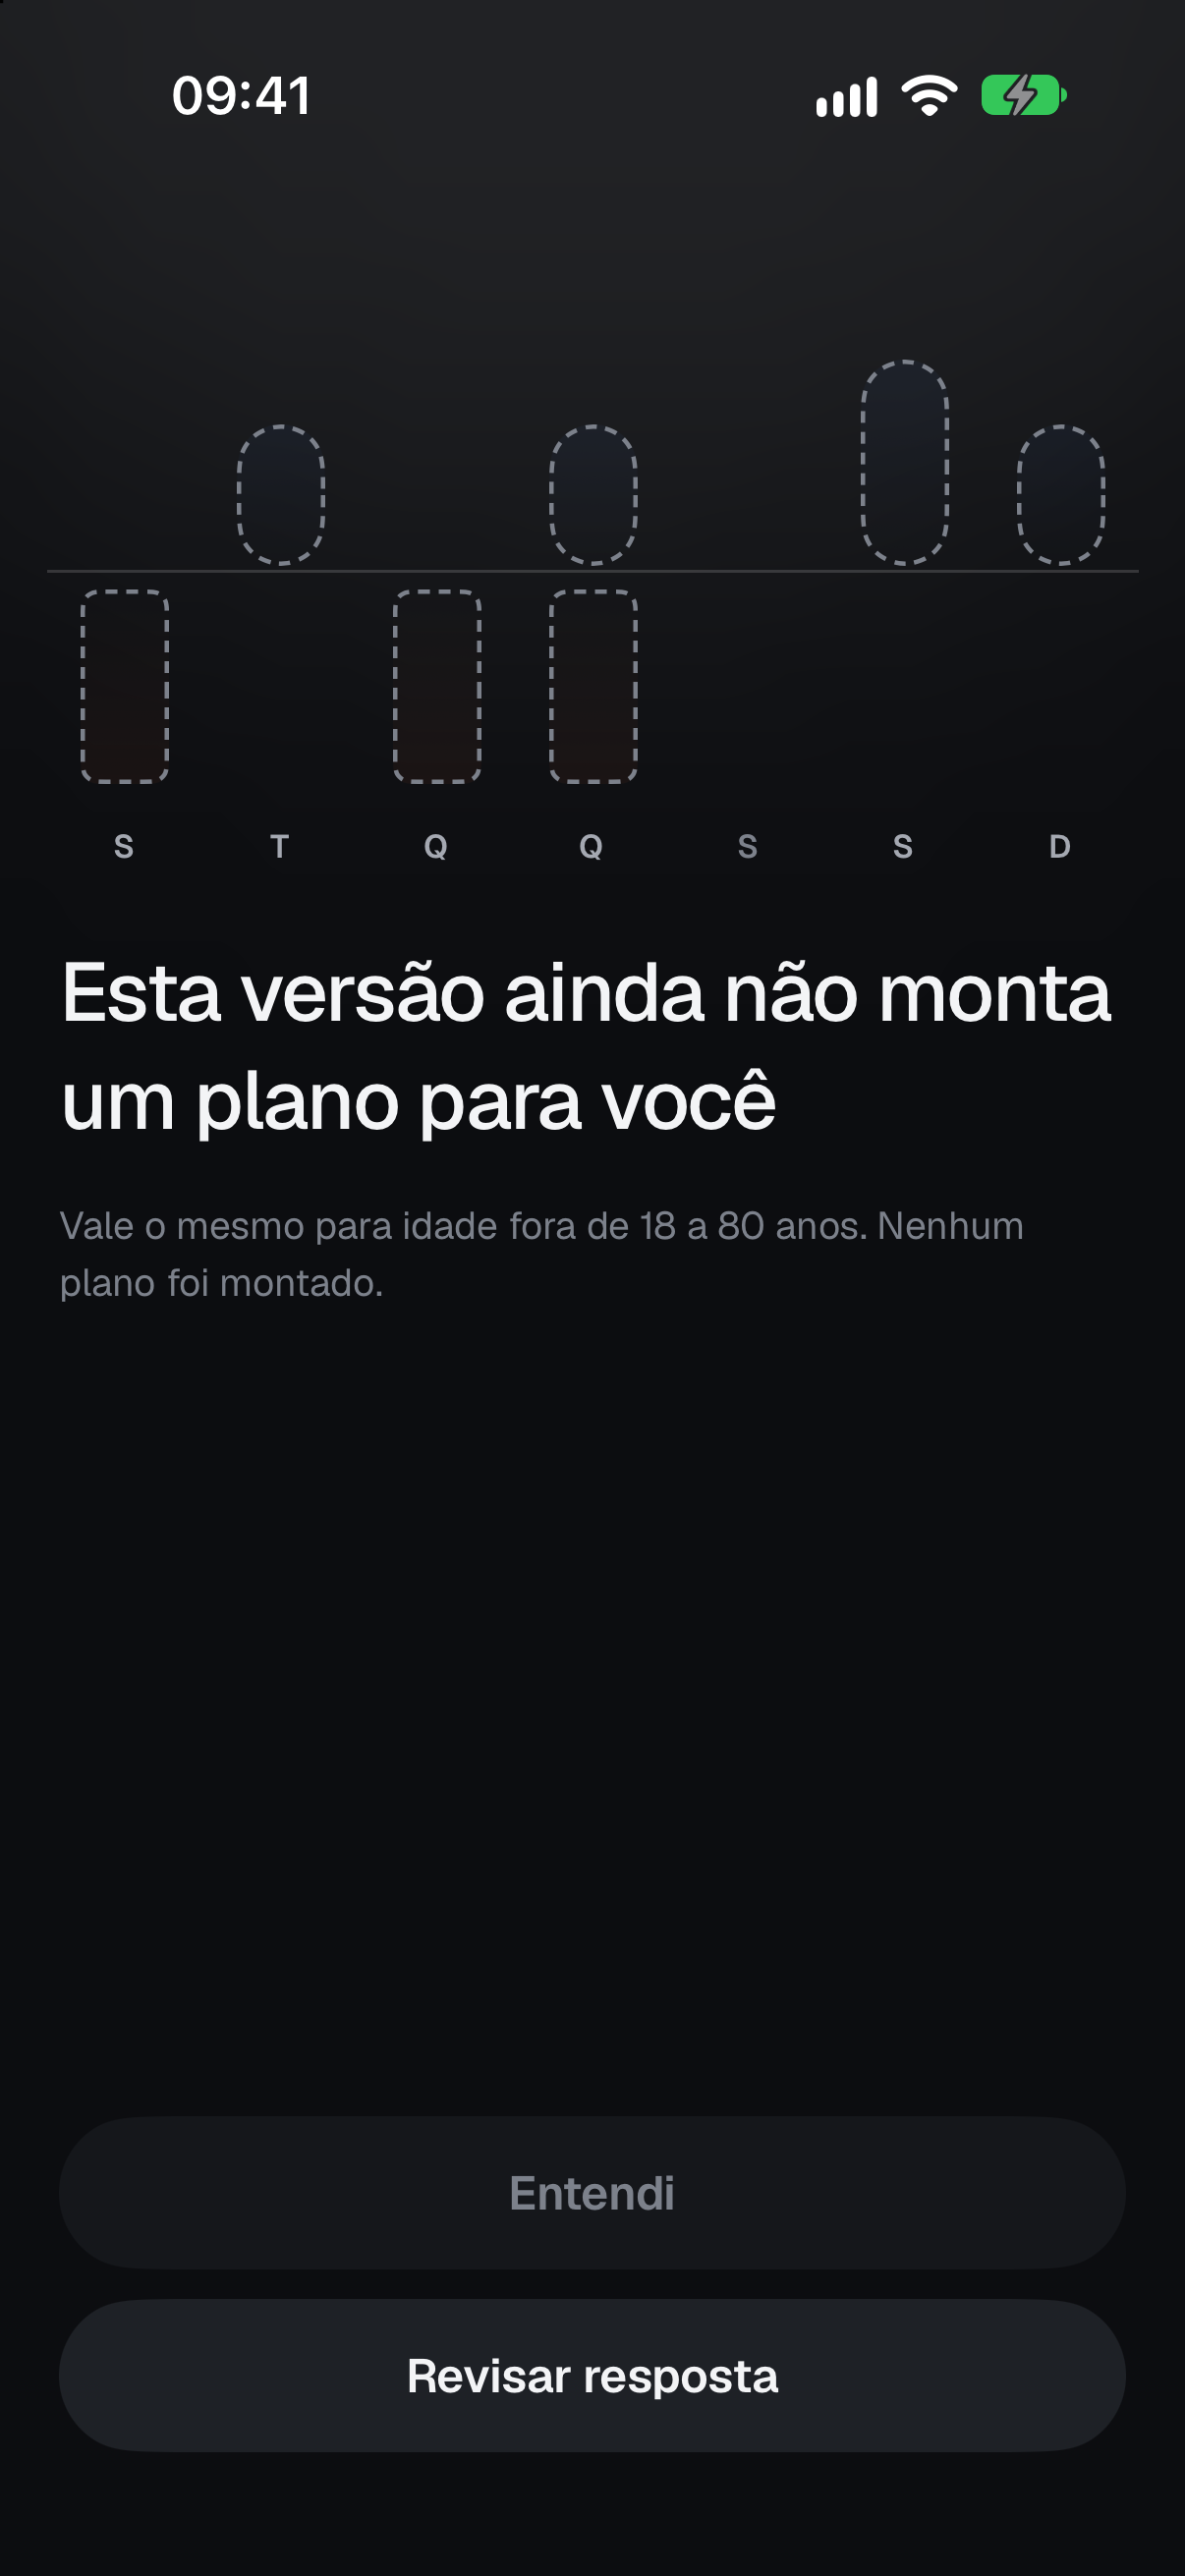 09:41
S T Q Q S S D
Esta versão ainda não monta
um plano para você
Vale o mesmo para idade fora de 18 a 80 anos. Nenhum
plano foi montado.
Entendi
Revisar resposta